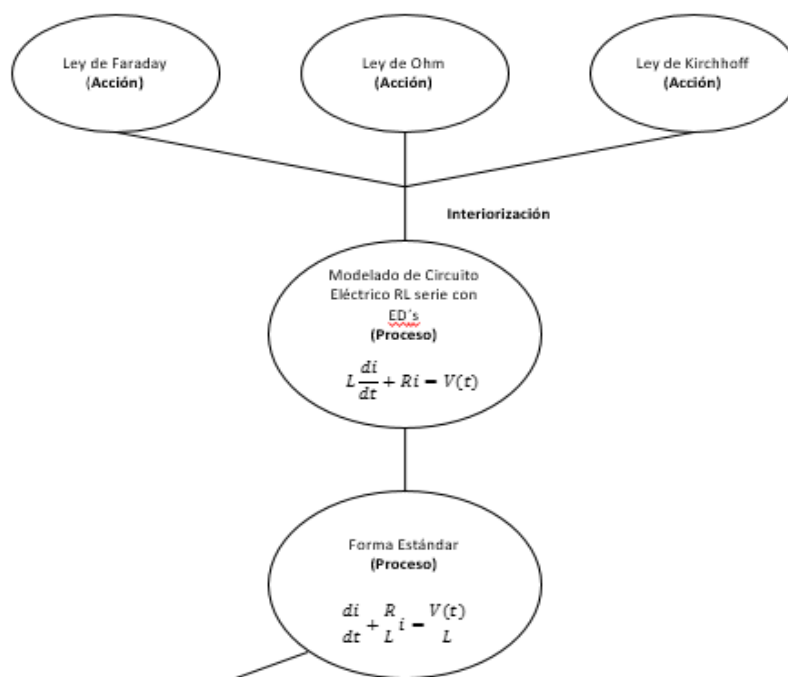 Ley de Faraday
(Acción)
Ley de Ohm
(Acción)
Ley de Kirchhoff
(Acción)
Interiorización
Modelado de Circuito
Eléctrico RL serie con
ED´s
(Proceso)
L di/dt + Ri = V(t)
Forma Estándar
(Proceso)
di/dt + R/L i = V(t)/L